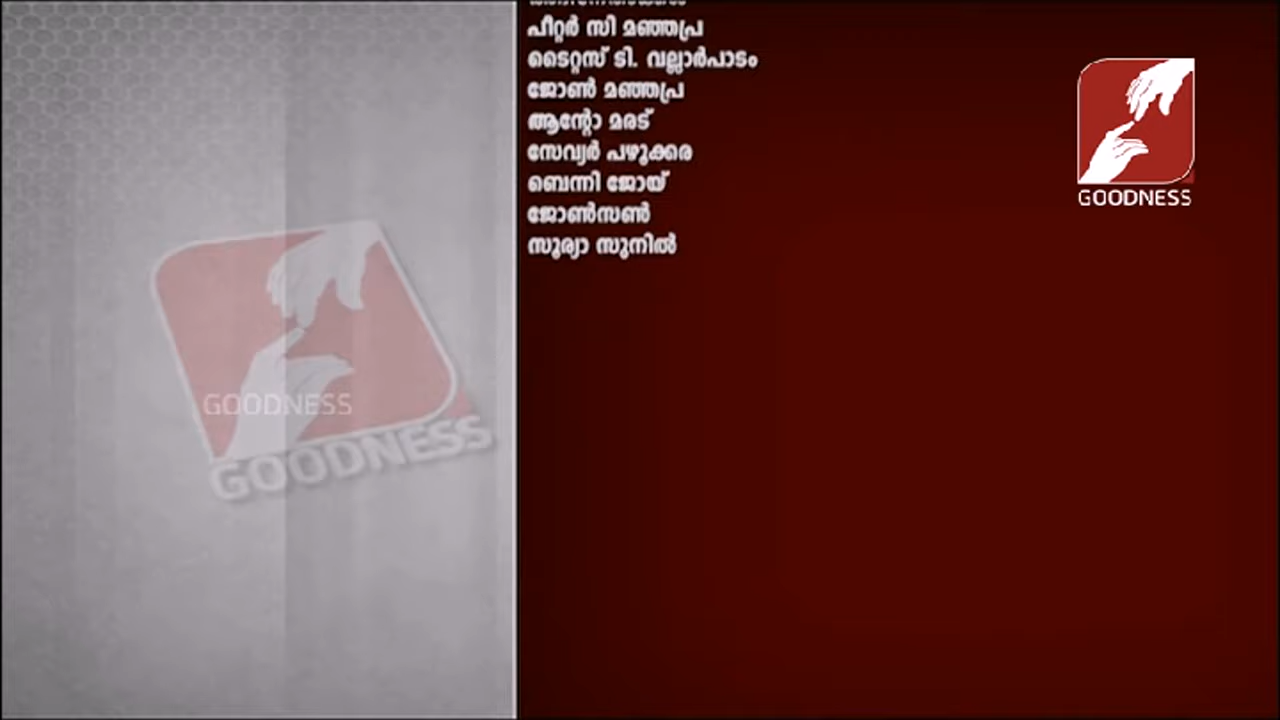 പീറ്റർ സി മഞ്ഞപ്ര
ടൈറ്റസ് ടി. വല്ലാർപാടം
ജോൺ മഞ്ഞപ്ര
ആന്റോ മരട്
സേവ്യർ പഴൂക്കര
ബെന്നി ജോയ്
ജോൺസൺ
സൂര്യാ സുനിൽ
GOODNESS
GOODNESS
GOODNESS